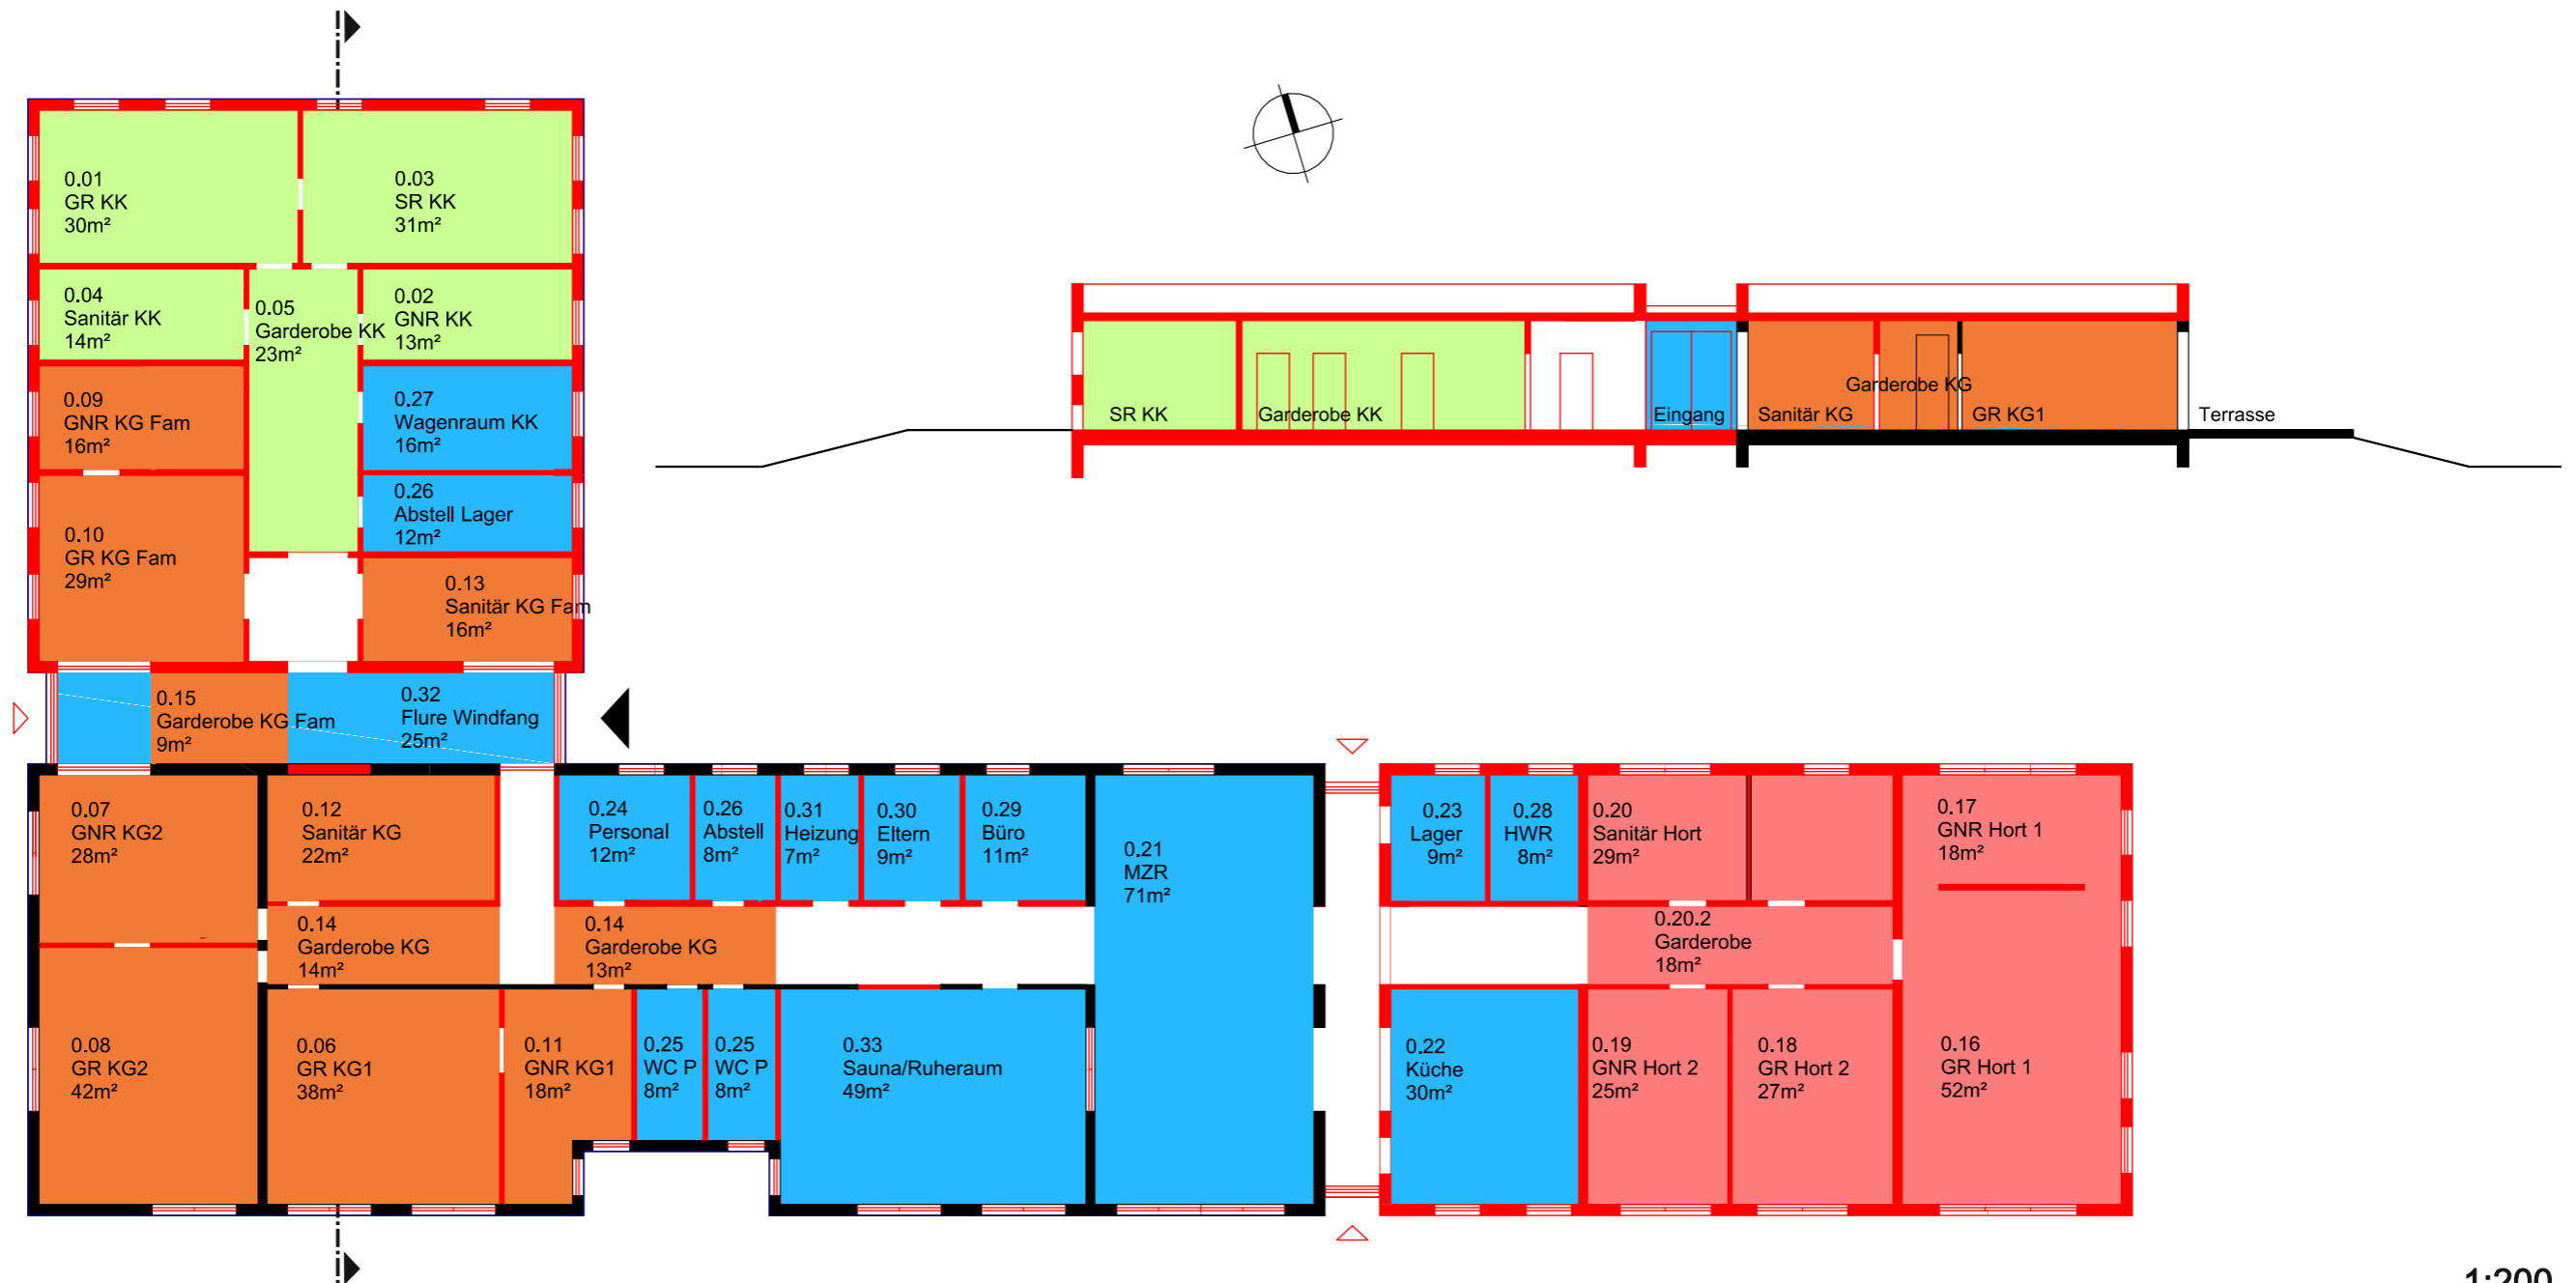 0.01
GR KK
30m²
0.03
SR KK
31m²
0.04
Sanitär KK
14m²
0.05
Garderobe KK
23m²
0.02
GNR KK
13m²
0.09
GNR KG Fam
16m²
0.27
Wagenraum KK
16m²
0.26
Abstell Lager
12m²
0.10
GR KG Fam
29m²
0.13
Sanitär KG Fam
16m²
0.15
Garderobe KG Fam
9m²
0.32
Flure Windfang
25m²
SR KK
Garderobe KK
Eingang
Sanitär KG
Garderobe KG
GR KG1
Terrasse
0.07
GNR KG2
28m²
0.12
Sanitär KG
22m²
0.24
Personal
12m²
0.26
Abstell
8m²
0.31
Heizung
7m²
0.30
Eltern
9m²
0.29
Büro
11m²
0.21
MZR
71m²
0.23
Lager
9m²
0.28
HWR
8m²
0.20
Sanitär Hort
29m²
0.17
GNR Hort 1
18m²
0.14
Garderobe KG
14m²
0.14
Garderobe KG
13m²
0.20.2
Garderobe
18m²
0.08
GR KG2
42m²
0.06
GR KG1
38m²
0.11
GNR KG1
18m²
0.25
WC P
8m²
0.25
WC P
8m²
0.33
Sauna/Ruheraum
49m²
0.22
Küche
30m²
0.19
GNR Hort 2
25m²
0.18
GR Hort 2
27m²
0.16
GR Hort 1
52m²
1:200